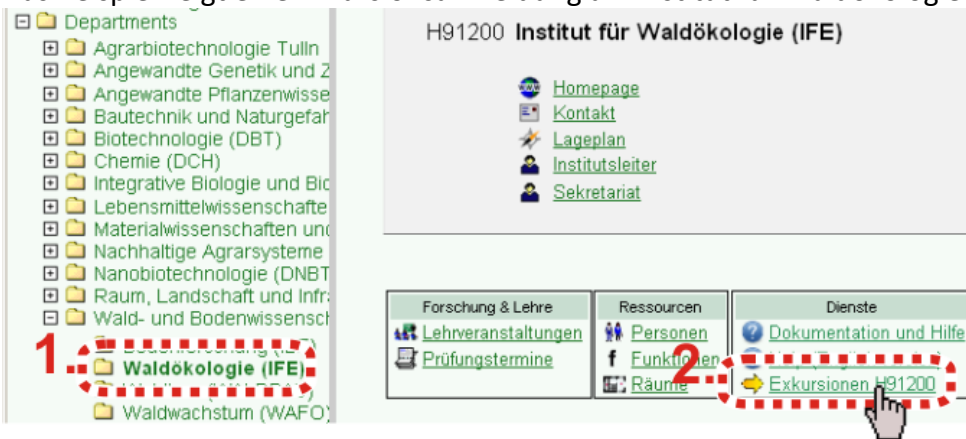 Departments
Agrarbiotechnologie Tulln
Angewandte Genetik und Z
Angewandte Pflanzenwisse
Bautechnik und Naturgefah
Biotechnologie (DBT)
Chemie (DCH)
Integrative Biologie und Bio
Lebensmittelwissenschafte
Materialwissenschaften und
Nachhaltige Agrarsysteme
Nanobiotechnologie (DNBT
Raum, Landschaft und Infra
Wald- und Bodenwissensch
1
Waldökologie (IFE)
Waldwachstum (WAFO)
H91200 Institut für Waldökologie (IFE)
Homepage
Kontakt
Lageplan
Institutsleiter
Sekretariat
Forschung & Lehre
Lehrveranstaltungen
Prüfungstermine
Ressourcen
Personen
Funktionen
Räume
Dienste
Dokumentation und Hilfe
2
Exkursionen H91200